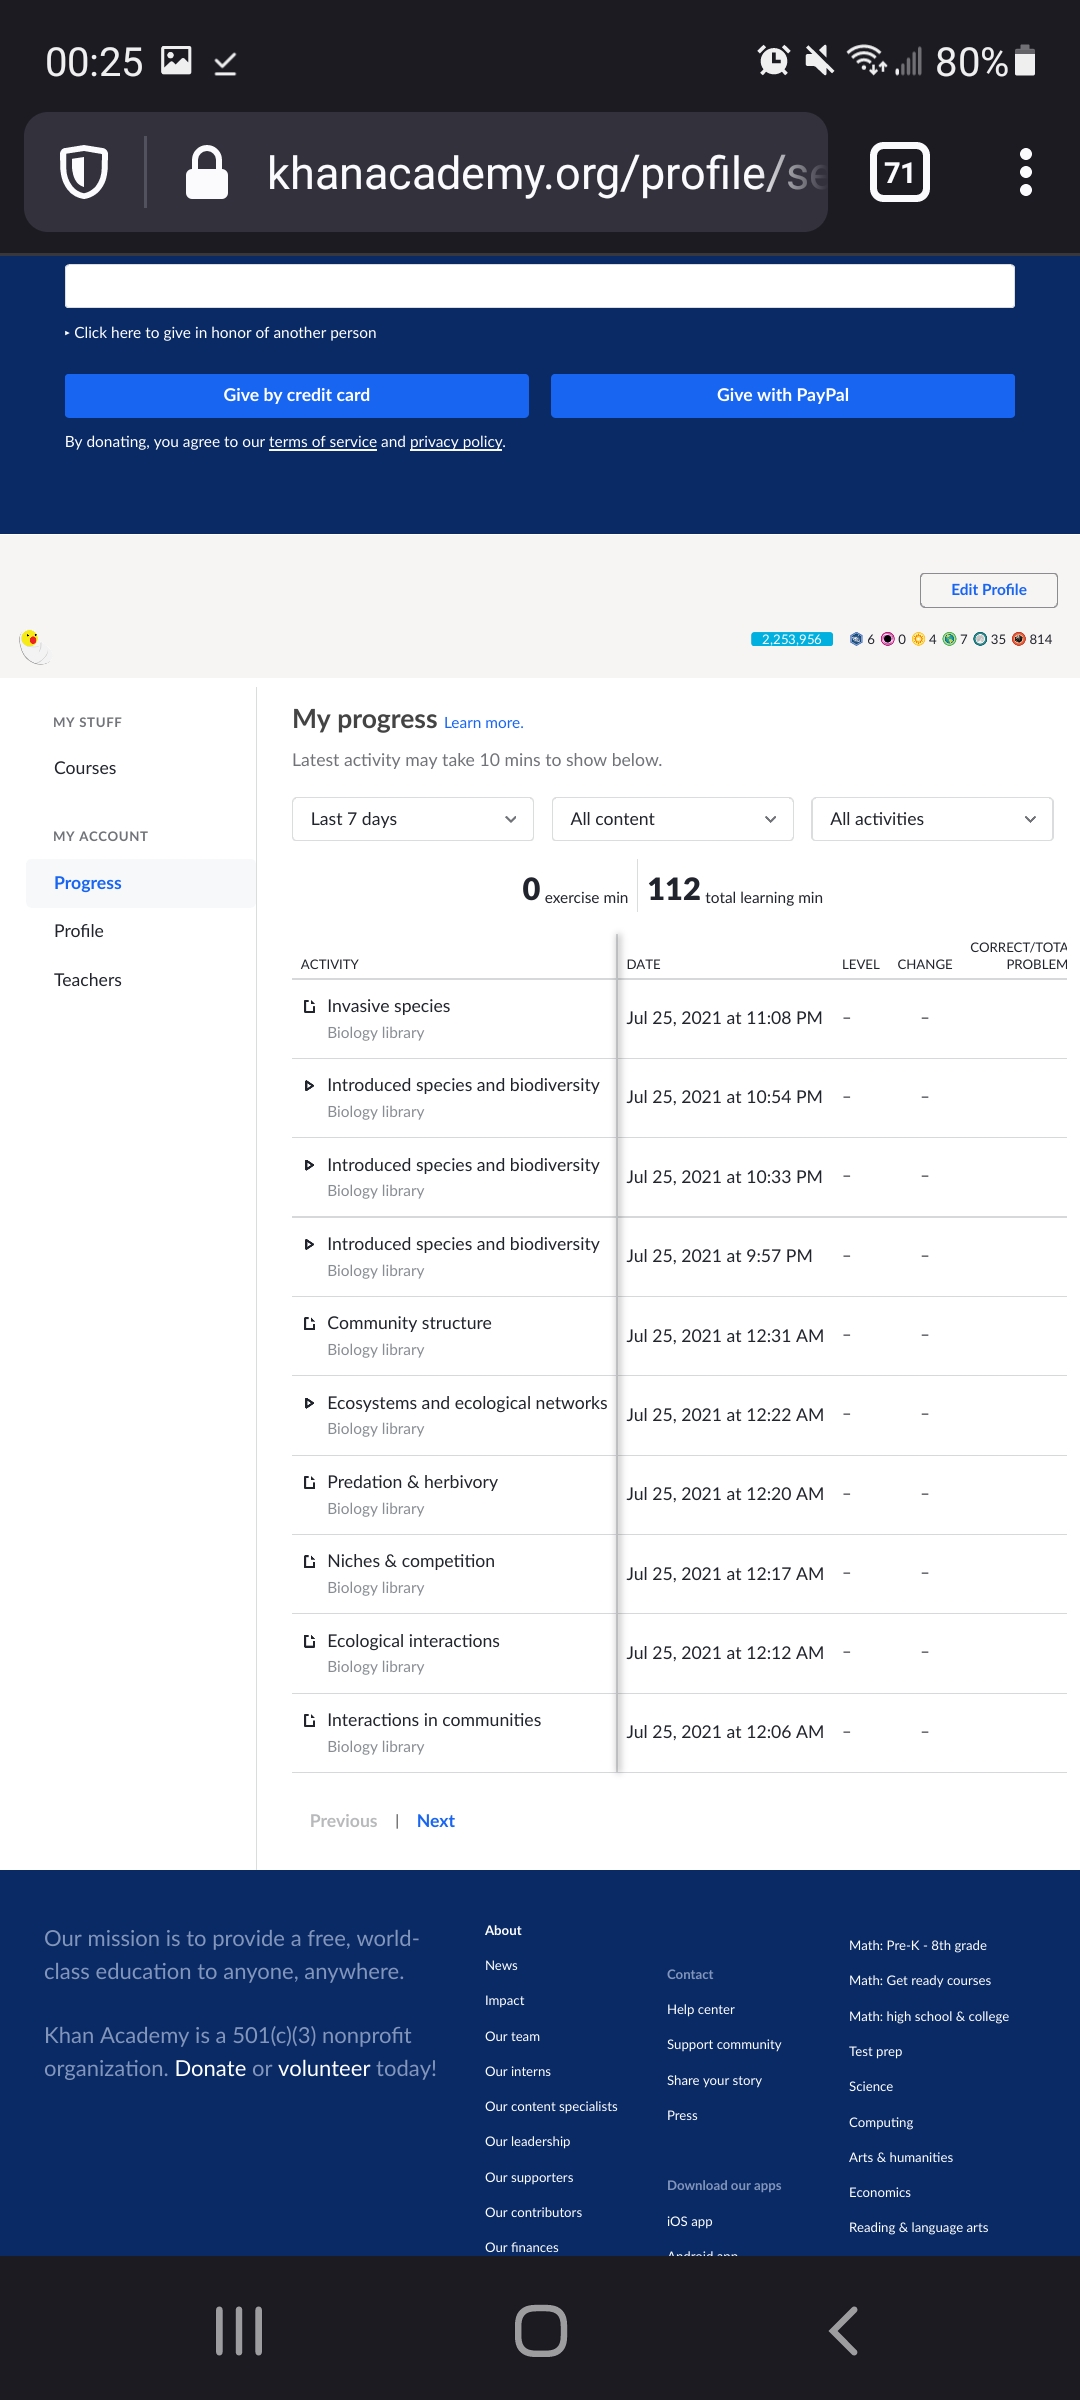 00:25
80%
khanacademy.org/profile/se
71
Click here to give in honor of another person
Give by credit card
Give with PayPal
By donating, you agree to our terms of service and privacy policy.
Edit Profile
2,253,956 6 0 4 7 35 814
MY STUFF
Courses
MY ACCOUNT
Progress
Profile
Teachers
My progress Learn more.
Latest activity may take 10 mins to show below.
Last 7 days
All content
All activities
0 exercise min
112 total learning min
ACTIVITY DATE LEVEL CHANGE CORRECT/TOTA
PROBLEM
Invasive species
Biology library
Jul 25, 2021 at 11:08 PM – –
Introduced species and biodiversity
Biology library
Jul 25, 2021 at 10:54 PM – –
Introduced species and biodiversity
Biology library
Jul 25, 2021 at 10:33 PM – –
Introduced species and biodiversity
Biology library
Jul 25, 2021 at 9:57 PM – –
Community structure
Biology library
Jul 25, 2021 at 12:31 AM – –
Ecosystems and ecological networks
Biology library
Jul 25, 2021 at 12:22 AM – –
Predation & herbivory
Biology library
Jul 25, 2021 at 12:20 AM – –
Niches & competition
Biology library
Jul 25, 2021 at 12:17 AM – –
Ecological interactions
Biology library
Jul 25, 2021 at 12:12 AM – –
Interactions in communities
Biology library
Jul 25, 2021 at 12:06 AM – –
Previous | Next
Our mission is to provide a free, world-
class education to anyone, anywhere.
Khan Academy is a 501(c)(3) nonprofit
organization. Donate or volunteer today!
About
News
Impact
Our team
Our interns
Our content specialists
Our leadership
Our supporters
Our contributors
Our finances
Contact
Help center
Support community
Share your story
Press
Download our apps
iOS app
Android app
Math: Pre-K - 8th grade
Math: Get ready courses
Math: high school & college
Test prep
Science
Computing
Arts & humanities
Economics
Reading & language arts